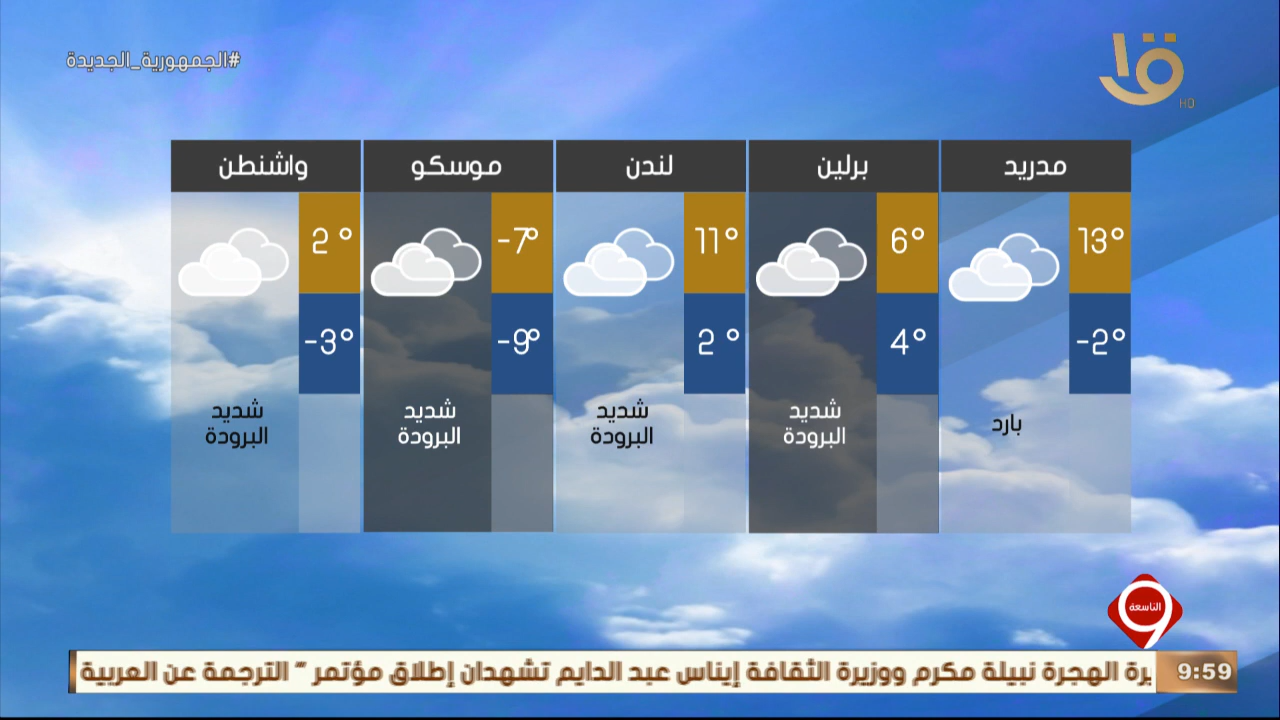 #الجمهورية_الجديدة
HD
مدريد
13°
-2°
بارد
برلين
6°
4°
شديد
البرودة
لندن
11°
2°
شديد
البرودة
موسكو
-7°
-9°
شديد
البرودة
واشنطن
2°
-3°
شديد
البرودة
التاسعة
9
9:59
يرة الهجرة نبيلة مكرم ووزيرة الثقافة إيناس عبد الدايم تشهدان إطلاق مؤتمر " الترجمة عن العربية